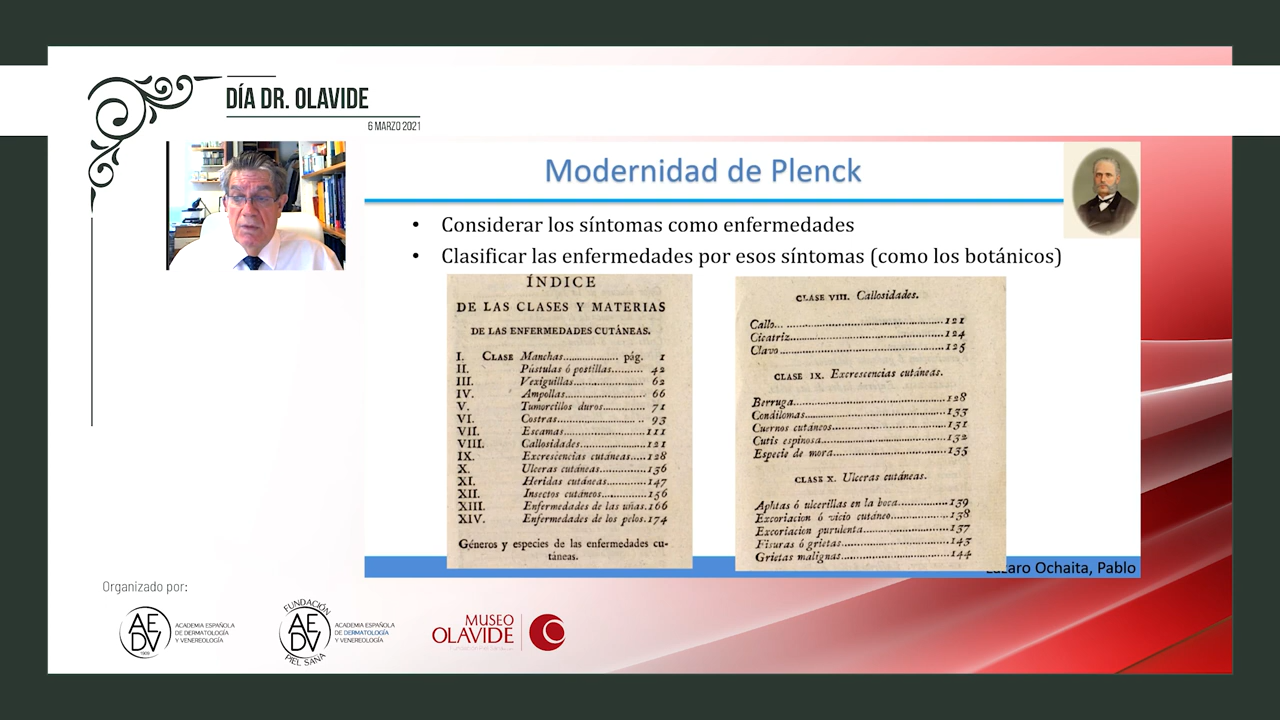 DÍA DR. OLAVIDE
6 MARZO 2021
Modernidad de Plenck
• Considerar los síntomas como enfermedades
• Clasificar las enfermedades por esos síntomas (como los botánicos)
ÍNDICE
DE LAS CLASES Y MATERIAS
DE LAS ENFERMEDADES CUTÁNEAS.
I. CLASE Manchas................... pág. 1
II. Pústulas ó postillas.......... 42
III. Vexiguillas....................... 62
IV. Ampollas.......................... 66
V. Tumorcillos duros........... 71
VI. Costras............................. 93
VII. Escamas........................... 111
VIII. Callosidades.................... 121
IX. Excrescencias cutáneas.....128
X. Ulceras cutáneas............136
XI. Heridas cutáneas............147
XII. Insectos cutáneos............156
XIII. Enfermedades de las uñas.166
XIV. Enfermedades de los pelos.174
Géneros y especies de las enfermedades cu-
táneas.
CLASE VIII. Callosidades.
Callo... ........................................121
Cicatriz........................................124
Clavo...........................................125
CLASE IX. Excrescencias cutáneas.
Berruga........................................128
Condilomas...................................133
Cuernos cutáneos..........................131
Cutis espinosa...............................132
Especie de mora............................135
CLASE X. Ulceras cutáneas.
Aphtas ó ulcerillas en la boca.............139
Excoriacion ó vicio cutáneo................138
Excoriacion purulenta........................137
Fisuras ó grietas...............................143
Grietas malignas...............................144
Ochaita, Pablo
Organizado por:
AEDV
1909
ACADEMIA ESPAÑOLA
DE DERMATOLOGÍA
Y VENEREOLOGÍA
FUNDACIÓN
AEDV
PIEL SANA
ACADEMIA ESPAÑOLA
DE DERMATOLOGÍA
Y VENEREOLOGÍA
MUSEO
OLAVIDE